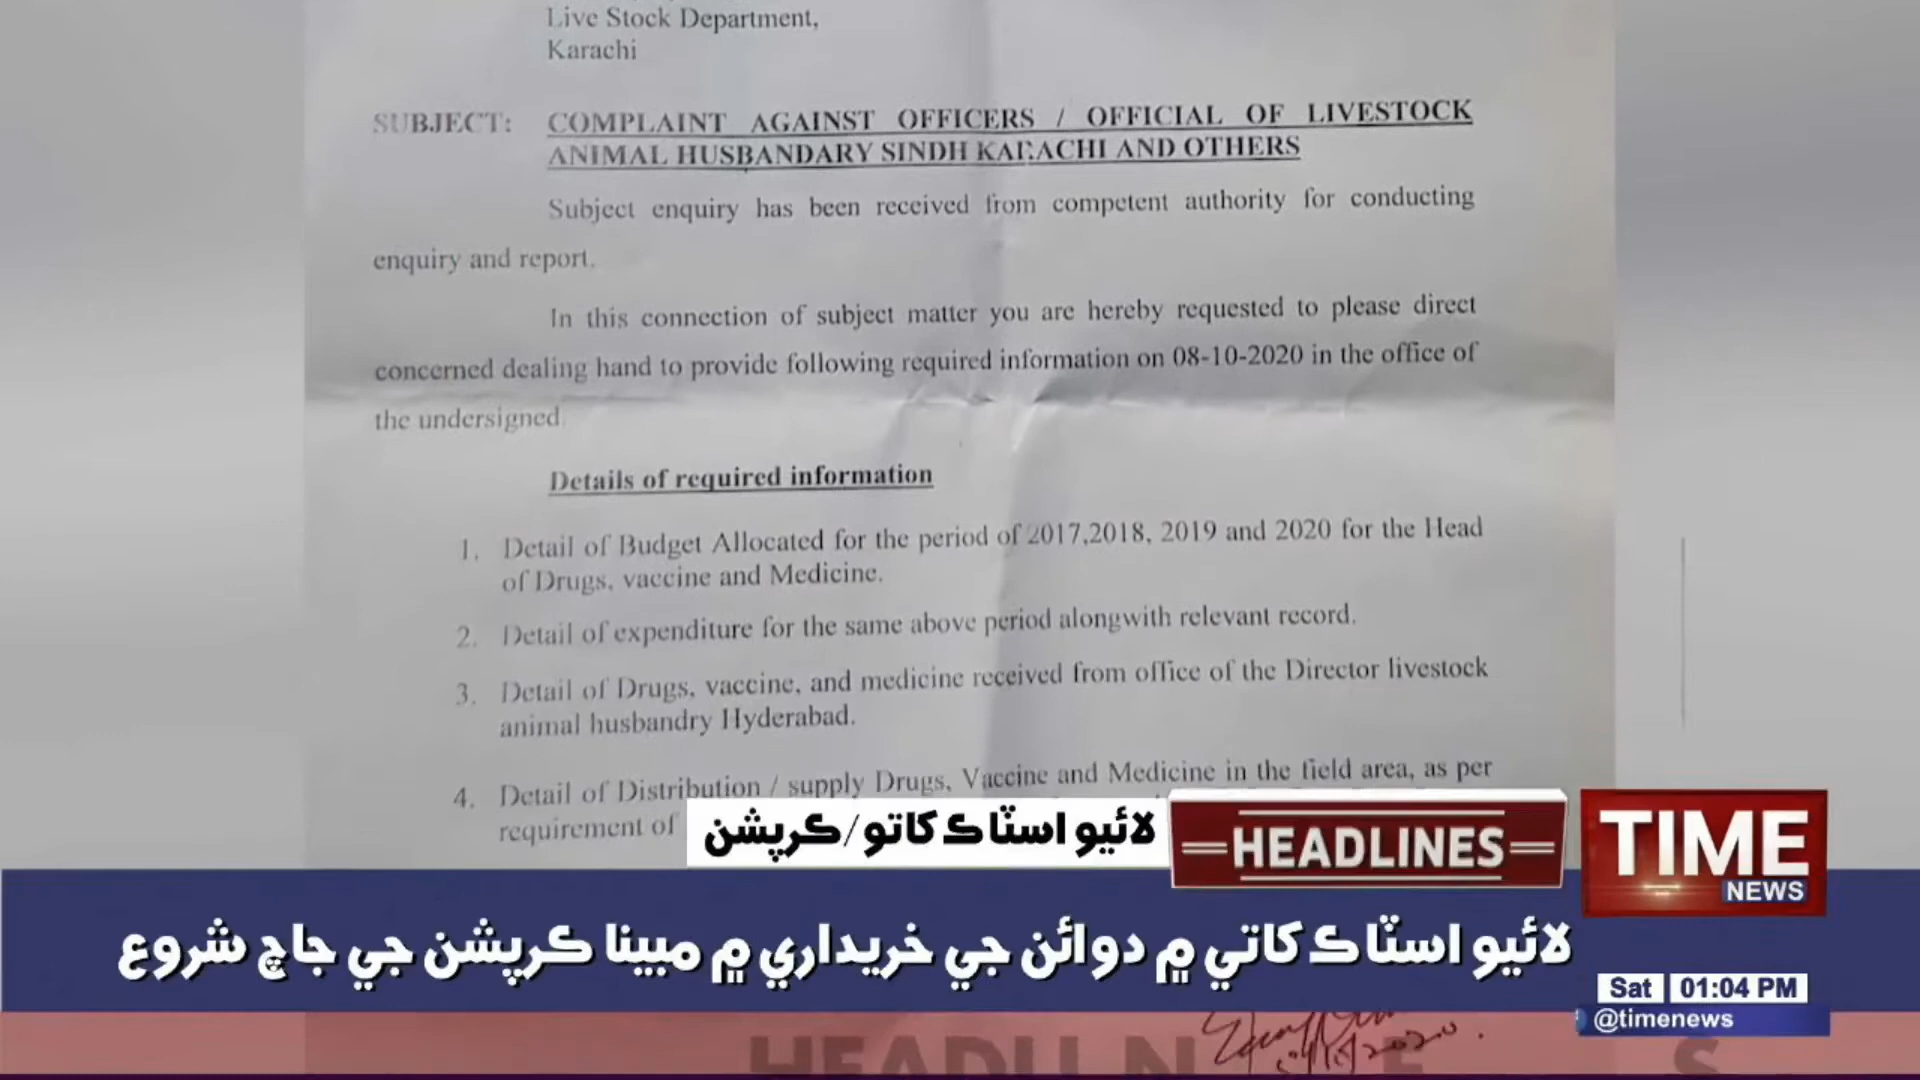 Live Stock Department,
Karachi
SUBJECT: COMPLAINT AGAINST OFFICERS / OFFICIAL OF LIVESTOCK
ANIMAL HUSBANDARY SINDH KARACHI AND OTHERS
Subject enquiry has been received from competent authority for conducting
enquiry and report.
In this connection of subject matter you are hereby requested to please direct
concerned dealing hand to provide following required information on 08-10-2020 in the office of
the undersigned.
Details of required information
1. Detail of Budget Allocated for the period of 2017,2018, 2019 and 2020 for the Head
of Drugs, vaccine and Medicine.
2. Detail of expenditure for the same above period alongwith relevant record.
3. Detail of Drugs, vaccine, and medicine received from office of the Director livestock
animal husbandry Hyderabad.
4. Detail of Distribution / supply Drugs, Vaccine and Medicine in the field area, as per
requirement of
لائيو اسٽاڪ کاتو/ڪرپشن
HEADLINES
TIME
NEWS
لائيو اسٽاڪ کاتي ۾ دوائن جي خريداري ۾ مبينا ڪرپشن جي جاچ شروع
Sat 01:04 PM
@timenews
HEADLINES